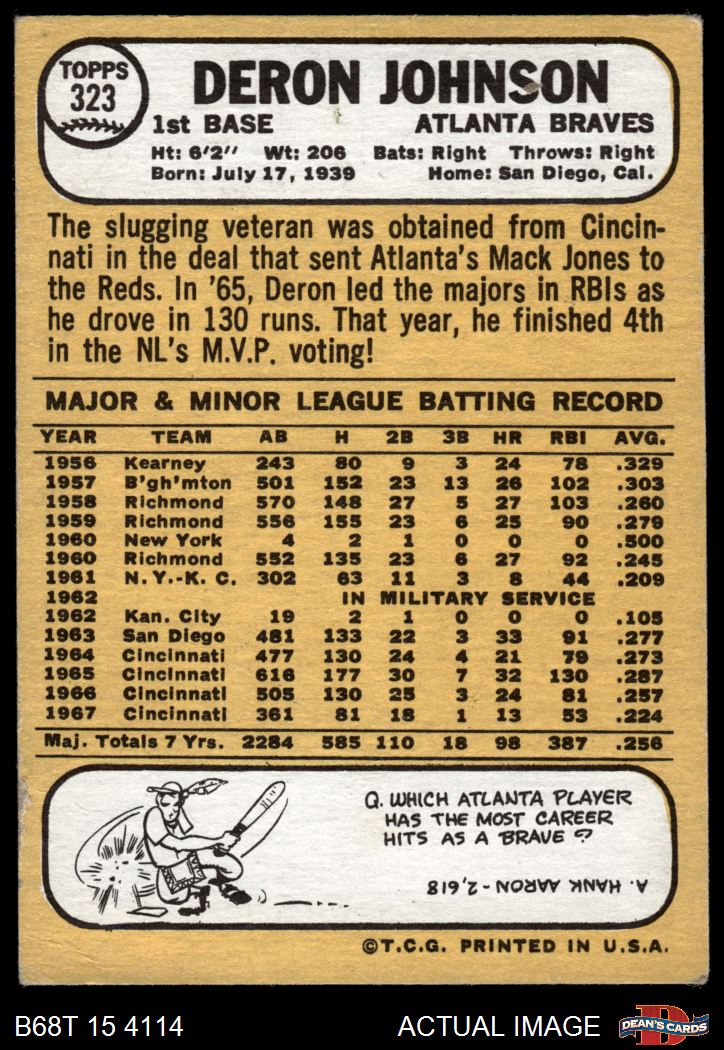 TOPPS
323
DERON JOHNSON
1st BASE ATLANTA BRAVES
Ht: 6'2" Wt: 206 Bats: Right Throws: Right
Born: July 17, 1939 Home: San Diego, Cal.
The slugging veteran was obtained from Cincin-
nati in the deal that sent Atlanta's Mack Jones to
the Reds. In '65, Deron led the majors in RBIs as
he drove in 130 runs. That year, he finished 4th
in the NL's M.V.P. voting!
MAJOR & MINOR LEAGUE BATTING RECORD
YEAR TEAM AB H 2B 3B HR RBI AVG.
1956 Kearney 243 80 9 3 24 78 .329
1957 B'gh'mton 501 152 23 13 26 102 .303
1958 Richmond 570 148 27 5 27 103 .260
1959 Richmond 556 155 23 6 25 90 .279
1960 New York 4 2 1 0 0 0 .500
1960 Richmond 552 135 23 6 27 92 .245
1961 N.Y.-K. C. 302 63 11 3 8 44 .209
1962 IN MILITARY SERVICE
1962 Kan. City 19 2 1 0 0 0 .105
1963 San Diego 481 133 22 3 33 91 .277
1964 Cincinnati 477 130 24 4 21 79 .273
1965 Cincinnati 616 177 30 7 32 130 .287
1966 Cincinnati 505 130 25 3 24 81 .257
1967 Cincinnati 361 81 18 1 13 53 .224
Maj. Totals 7 Yrs. 2284 585 110 18 98 387 .256
Q. WHICH ATLANTA PLAYER
HAS THE MOST CAREER
HITS AS A BRAVE?
A. HANK AARON - 2,618
©T.C.G. PRINTED IN U.S.A.
B68T 15 4114 ACTUAL IMAGE
D
DEAN'S CARDS